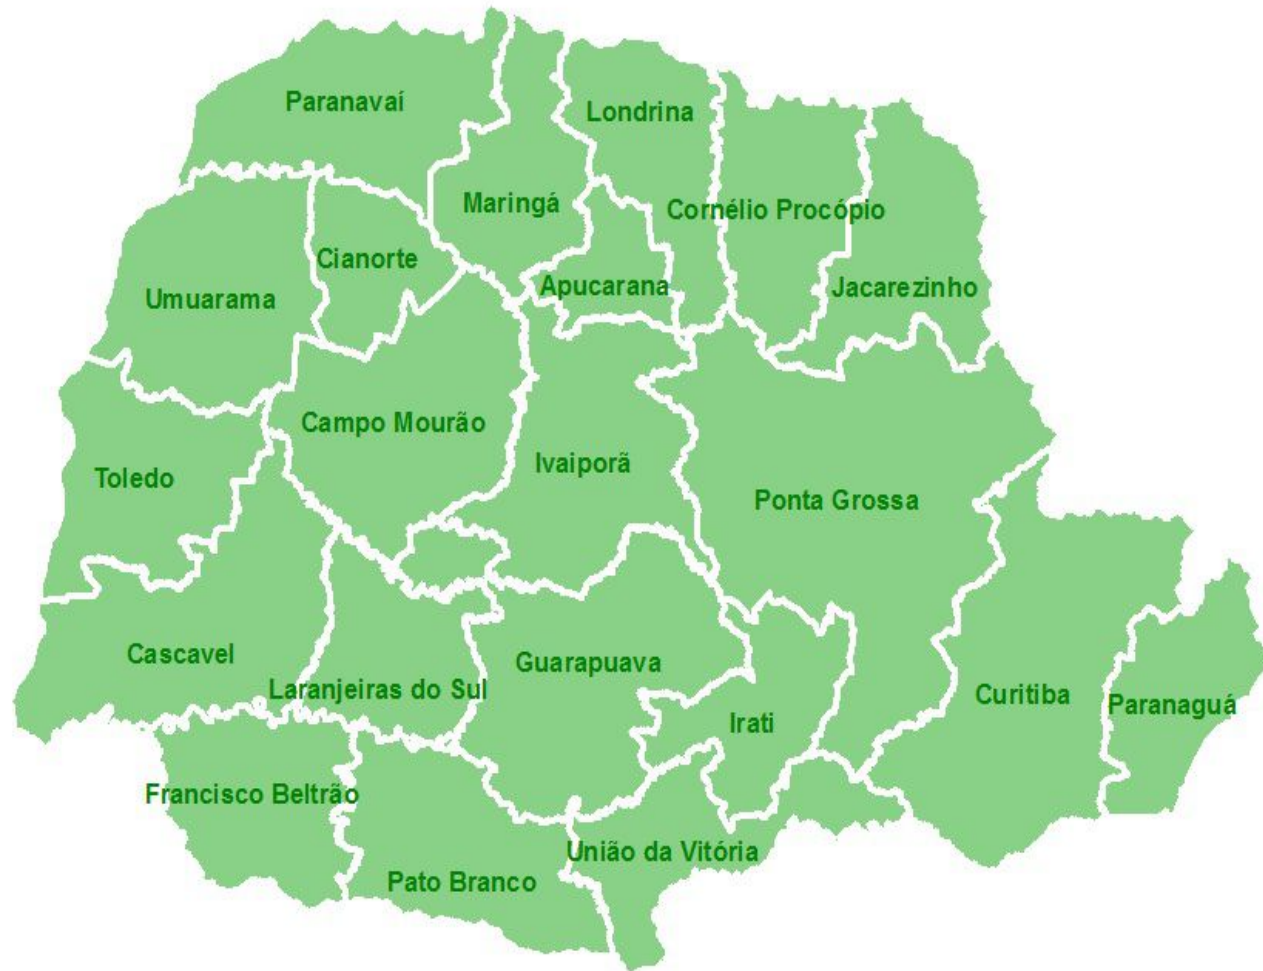 Paranavaí
Londrina
Maringá
Cornélio Procópio
Cianorte
Apucarana
Jacarezinho
Umuarama
Campo Mourão
Ivaiporã
Toledo
Ponta Grossa
Cascavel
Guarapuava
Laranjeiras do Sul
Curitiba
Paranaguá
Irati
Francisco Beltrão
União da Vitória
Pato Branco